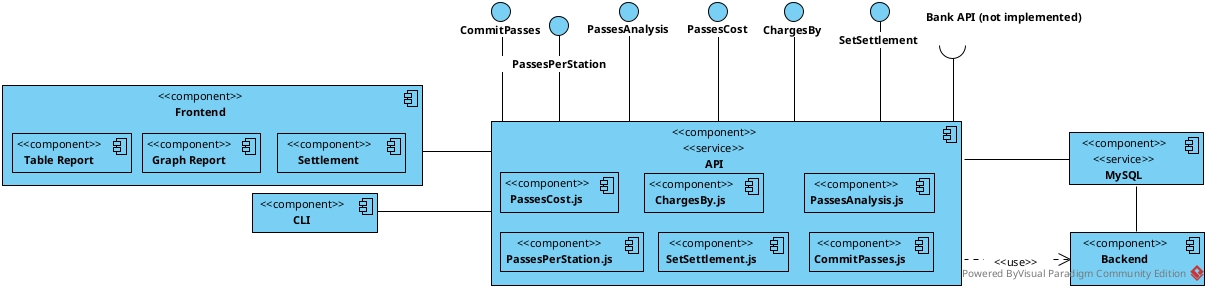 CommitPasses
PassesPerStation
PassesAnalysis
PassesCost
ChargesBy
SetSettlement
Bank API (not implemented)
<<component>>
Frontend
<<component>>
Table Report
<<component>>
Graph Report
<<component>>
Settlement
<<component>>
CLI
<<component>>
<<service>>
API
<<component>>
PassesCost.js
<<component>>
ChargesBy.js
<<component>>
PassesAnalysis.js
<<component>>
PassesPerStation.js
<<component>>
SetSettlement.js
<<component>>
CommitPasses.js
<<component>>
<<service>>
MySQL
<<component>>
Backend
<<use>>
Powered ByVisual Paradigm Community Edition